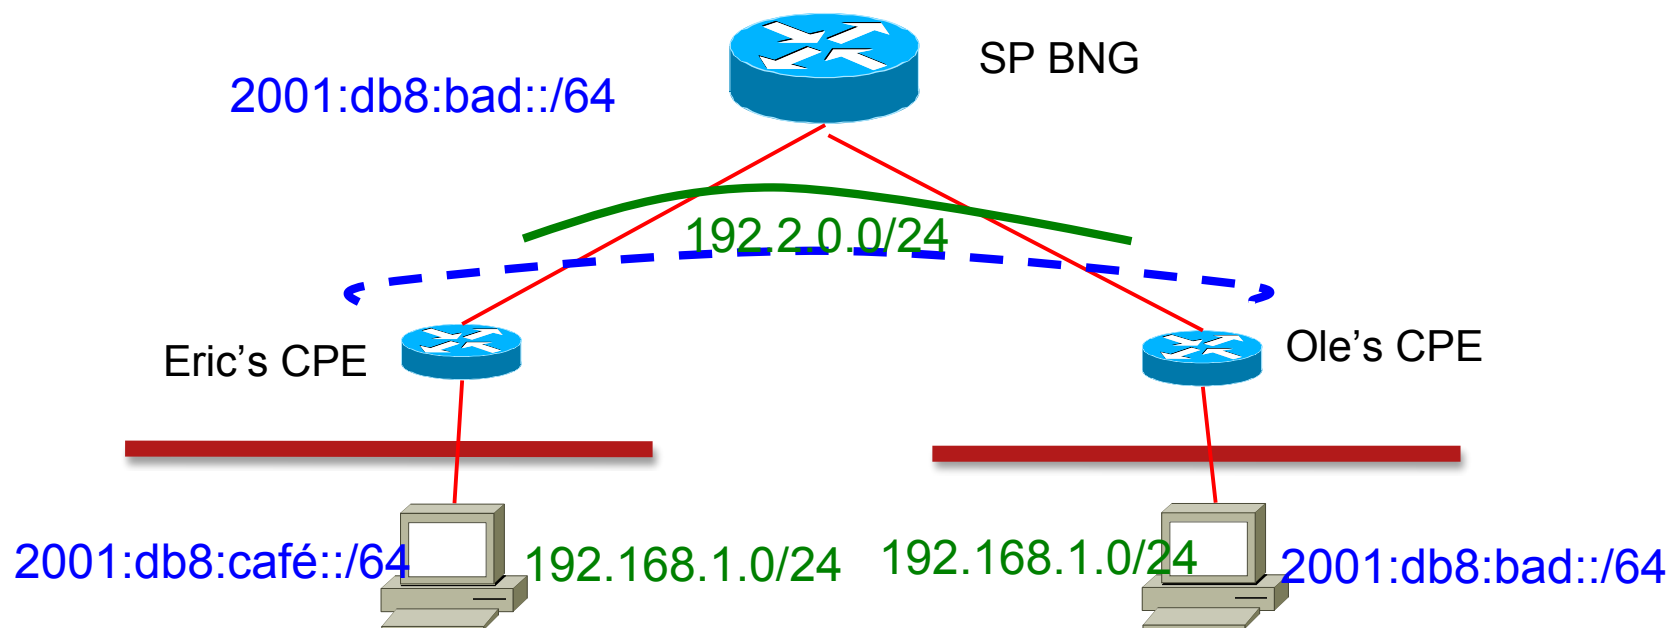 SP BNG
2001:db8:bad::/64
192.2.0.0/24
Eric’s CPE
Ole’s CPE
2001:db8:café::/64
192.168.1.0/24
192.168.1.0/24
2001:db8:bad::/64